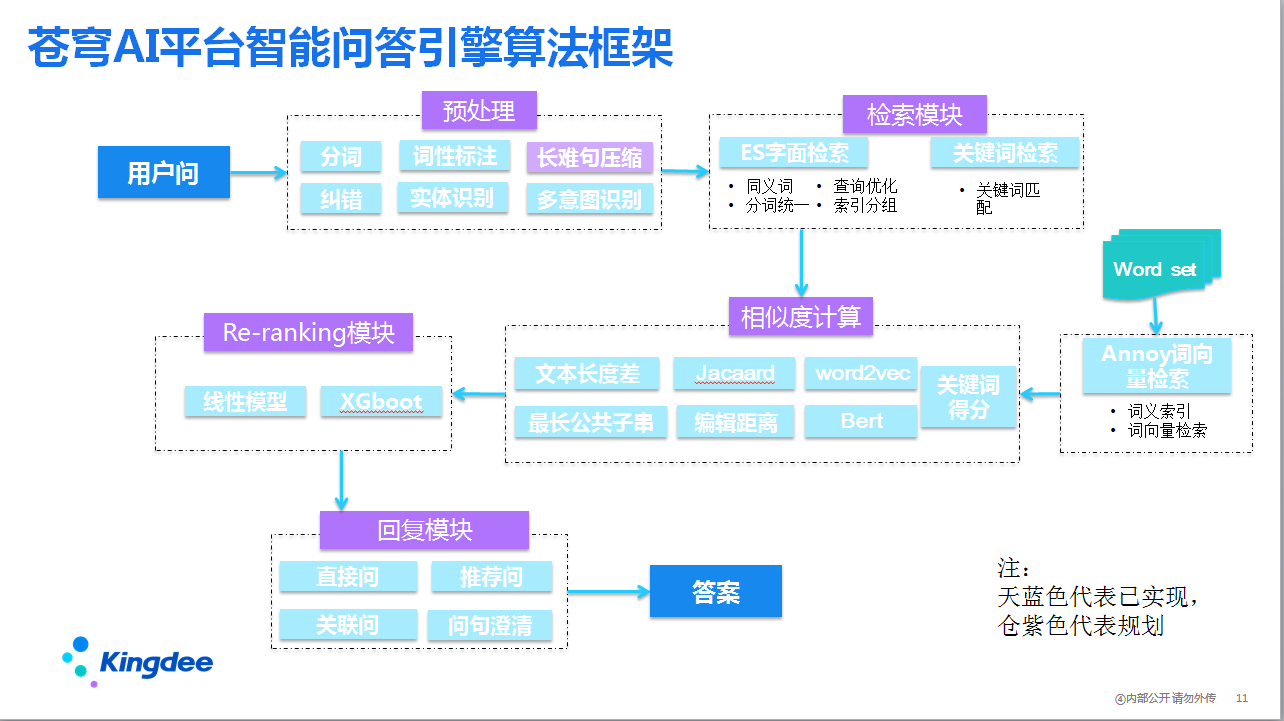 苍穹AI平台智能问答引擎算法框架
用户问
预处理
分词
词性标注
长难句压缩
纠错
实体识别
多意图识别
检索模块
ES字面检索
关键词检索
• 同义词
• 查询优化
• 分词统一
• 索引分组
• 关键词匹
配
Word set
Annoy词向
量检索
• 词义索引
• 词向量检索
相似度计算
文本长度差
Jacaard
word2vec
关键词
得分
最长公共子串
编辑距离
Bert
Re-ranking模块
线性模型
XGboot
回复模块
直接问
推荐问
关联问
问句澄清
答案
注：
天蓝色代表已实现，
仓紫色代表规划
Kingdee
④内部公开 请勿外传
11